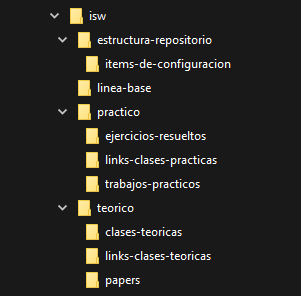 isw
estructura-repositorio
items-de-configuracion
linea-base
practico
ejercicios-resueltos
links-clases-practicas
trabajos-practicos
teorico
clases-teoricas
links-clases-teoricas
papers